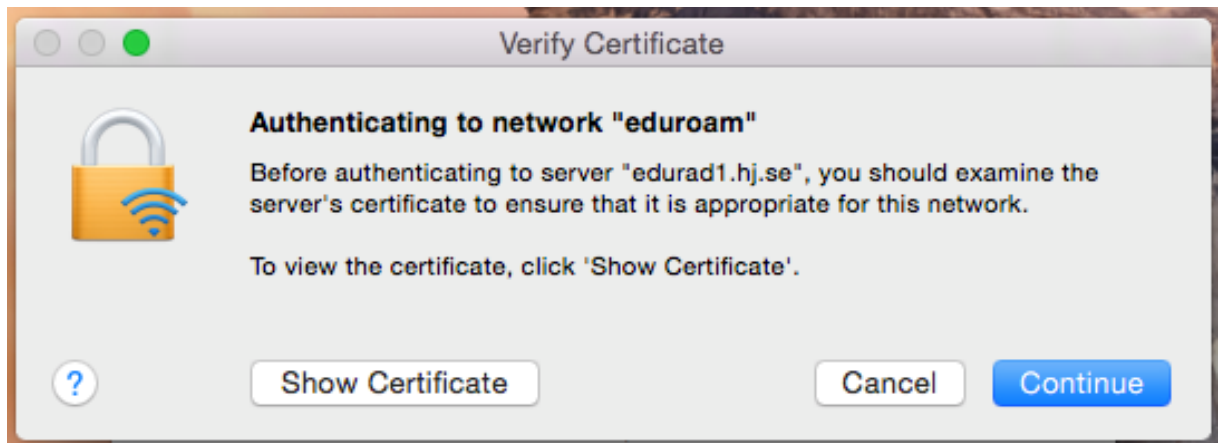 Verify Certificate
Authenticating to network "eduroam"
Before authenticating to server "edurad1.hj.se", you should examine the
server's certificate to ensure that it is appropriate for this network.
To view the certificate, click 'Show Certificate'.
? Show Certificate Cancel Continue